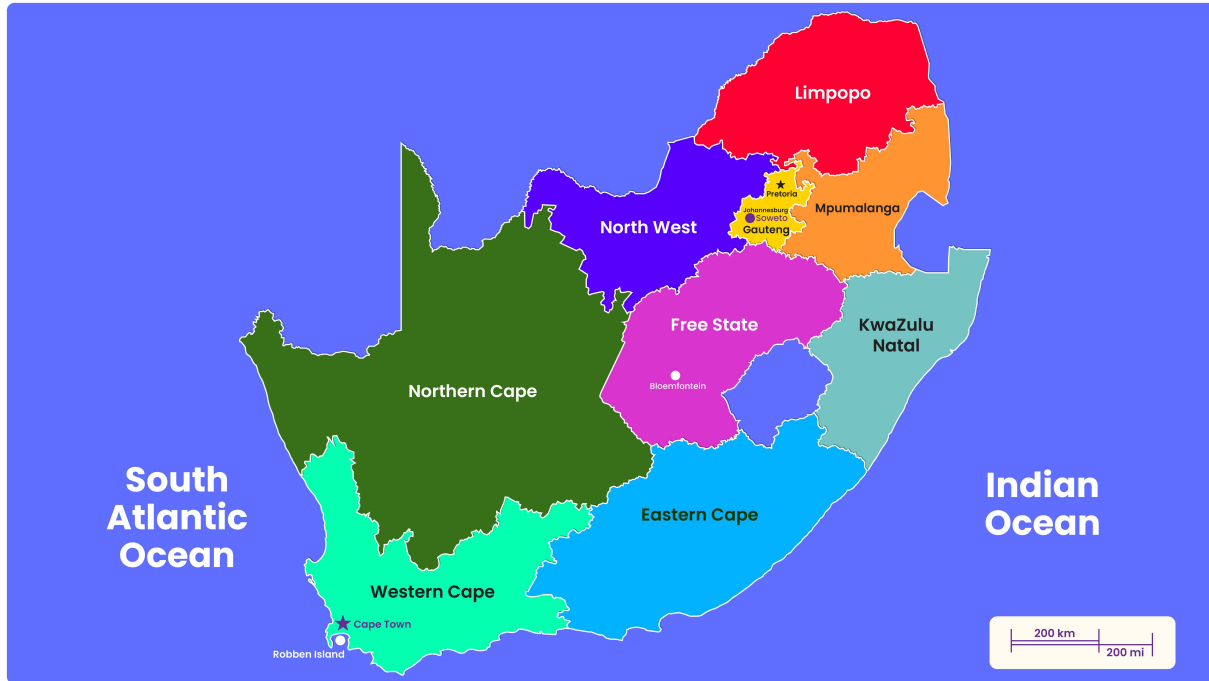 Limpopo
Pretoria
Mpumalanga
Johannesburg
Soweto
North West
Gauteng
Free State
KwaZulu
Natal
Bloemfontein
Northern Cape
South
Atlantic
Ocean
Indian
Ocean
Eastern Cape
Western Cape
Cape Town
Robben Island
200 km
200 mi